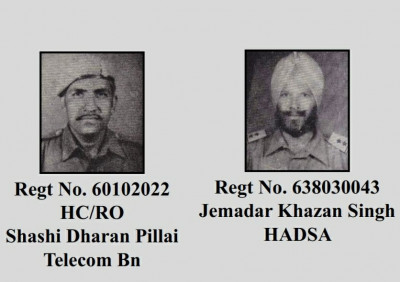 Regt No. 60102022
HC/RO
Shashi Dharan Pillai
Telecom Bn
Regt No. 638030043
Jemadar Khazan Singh
HADSA